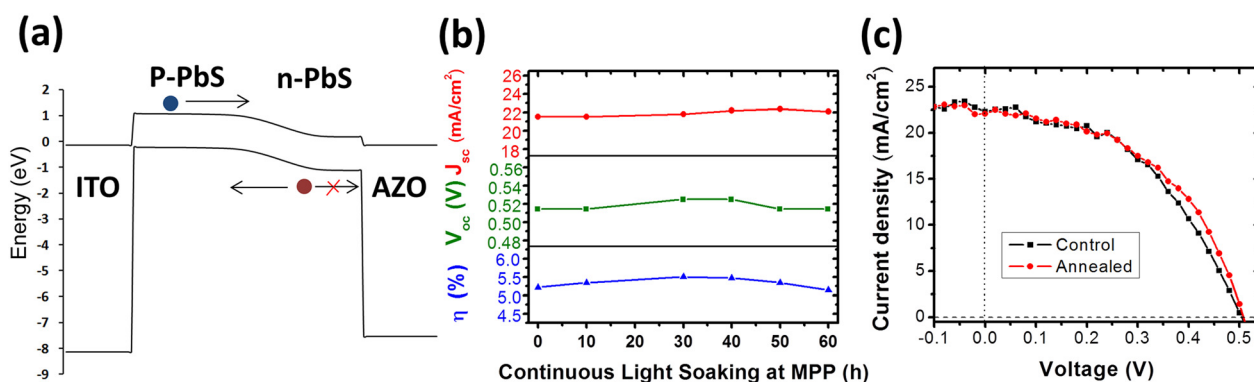 (a)
P-PbS n-PbS
Energy (eV)
2
1
0
-1
-2
-3
-4
-5
-6
-7
-8
-9
ITO
AZO
(b)
J_sc (mA/cm²)
26
24
22
21
20
18
V_oc (V)
0.56
0.54
0.52
0.50
0.48
η (%)
6.0
5.5
5.0
4.5
0 10 20 30 40 50 60
Continuous Light Soaking at MPP (h)
(c)
Current density (mA/cm²)
25
20
15
10
5
0
Control
Annealed
-0.1 0.0 0.1 0.2 0.3 0.4 0.5
Voltage (V)